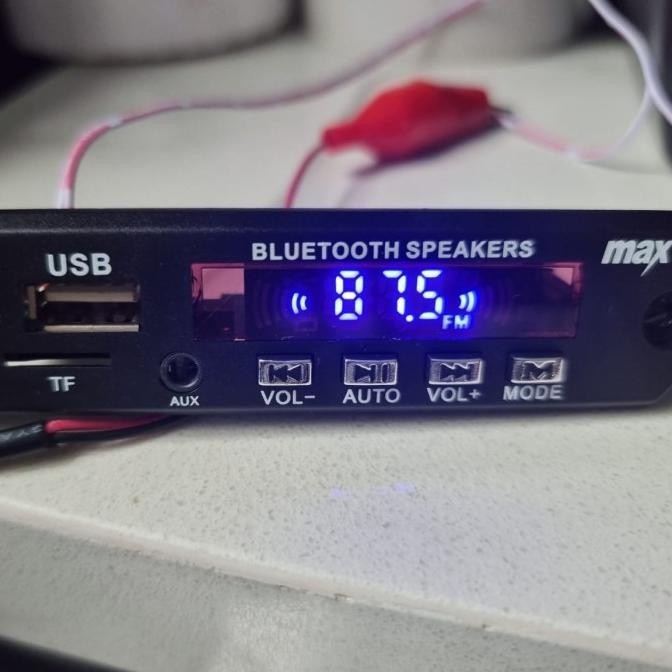 BLUETOOTH SPEAKERS
max
USB
87.5
FM
TF
AUX
VOL-
AUTO
VOL+
M
MODE